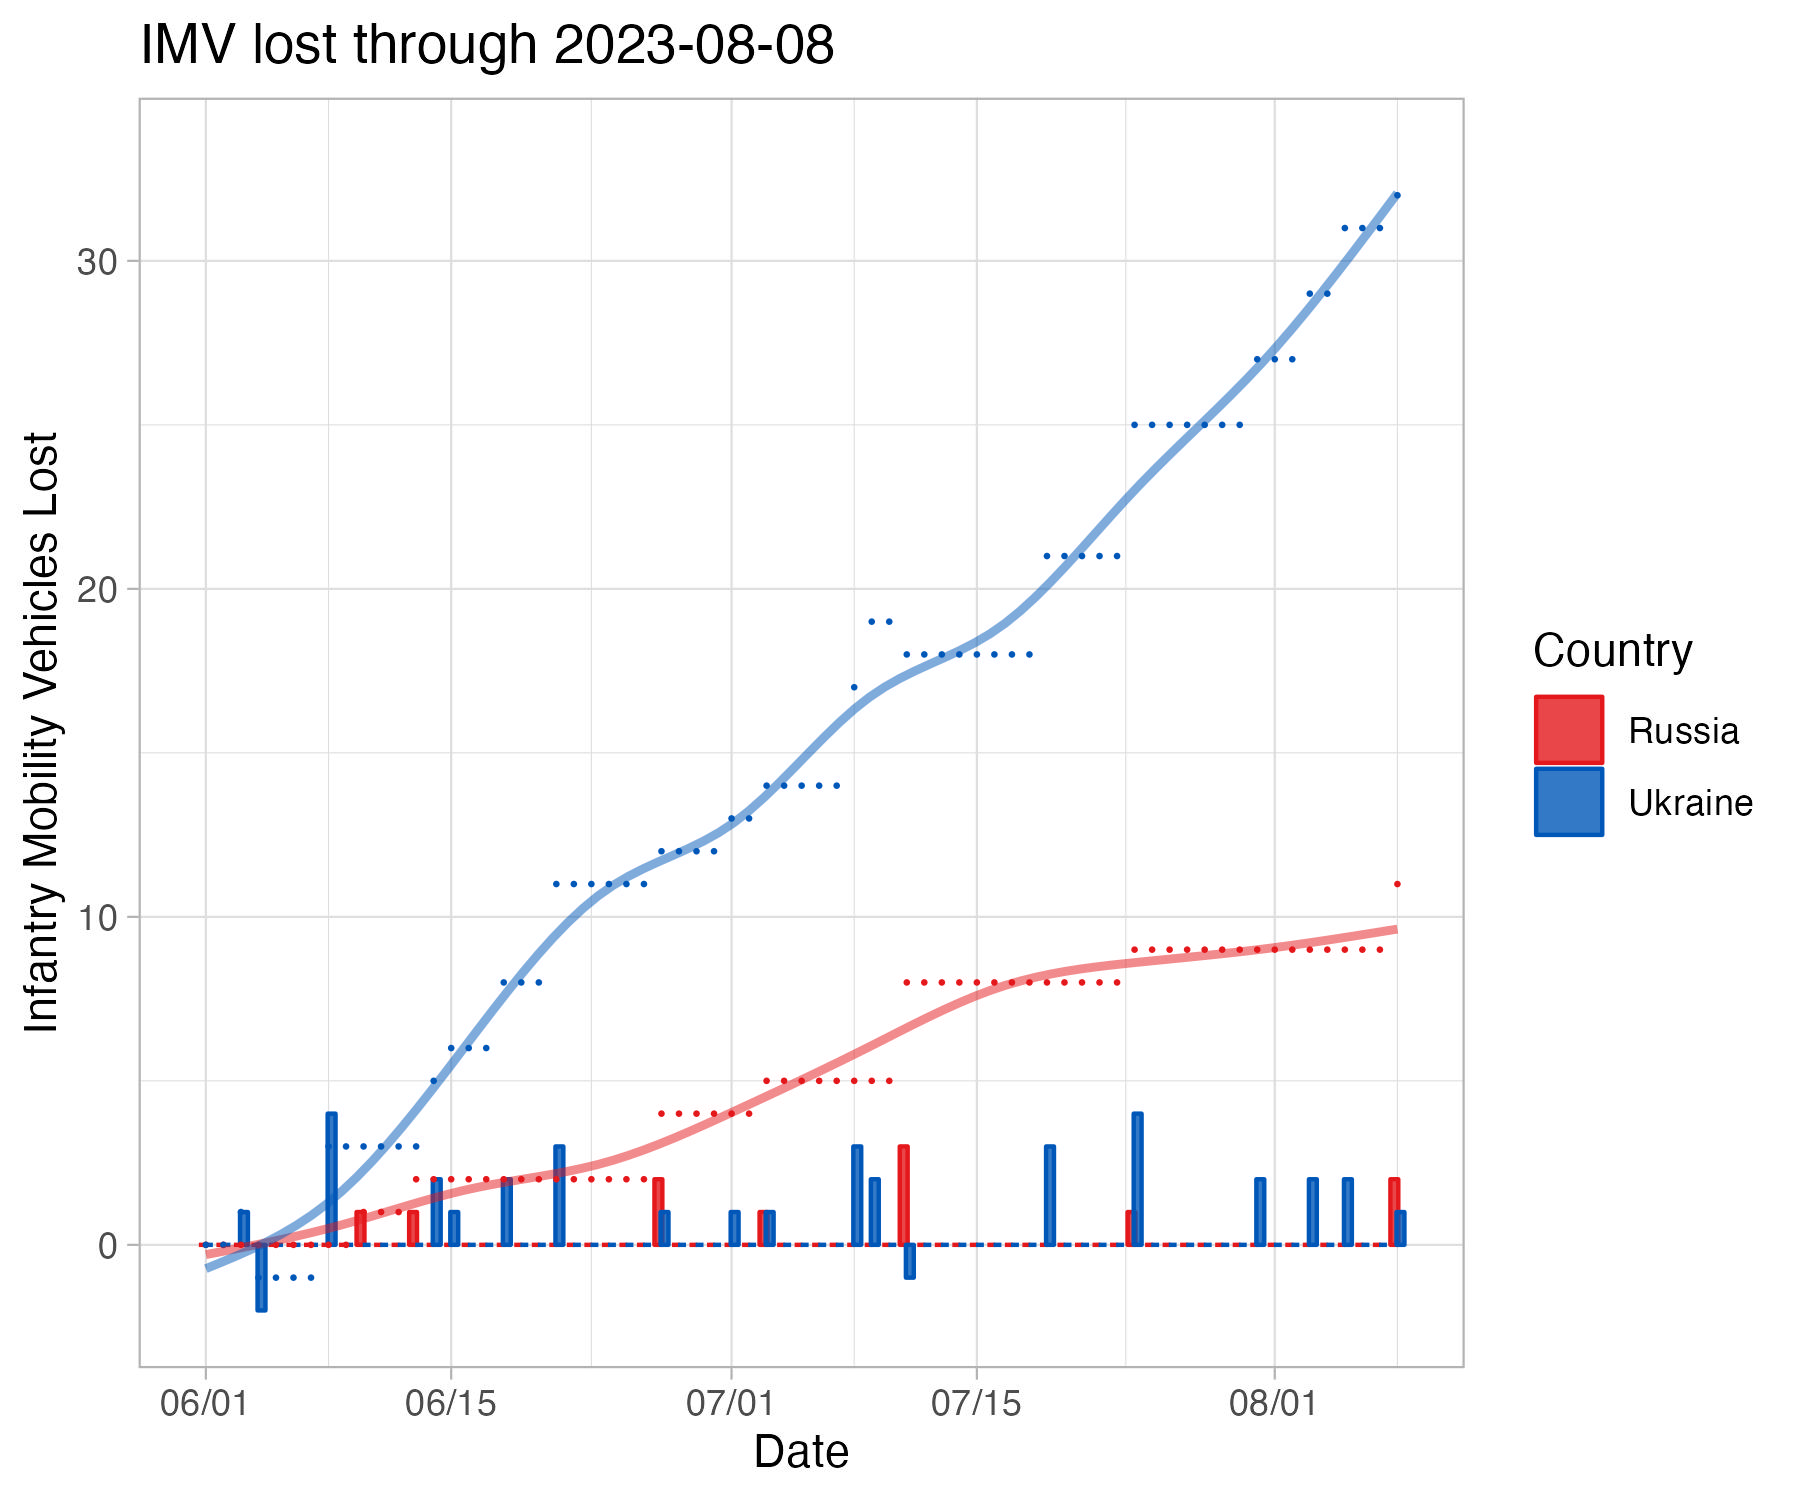 IMV lost through 2023-08-08
Infantry Mobility Vehicles Lost
30
20
10
0
06/01
06/15
07/01
07/15
08/01
Date
Country
Russia
Ukraine